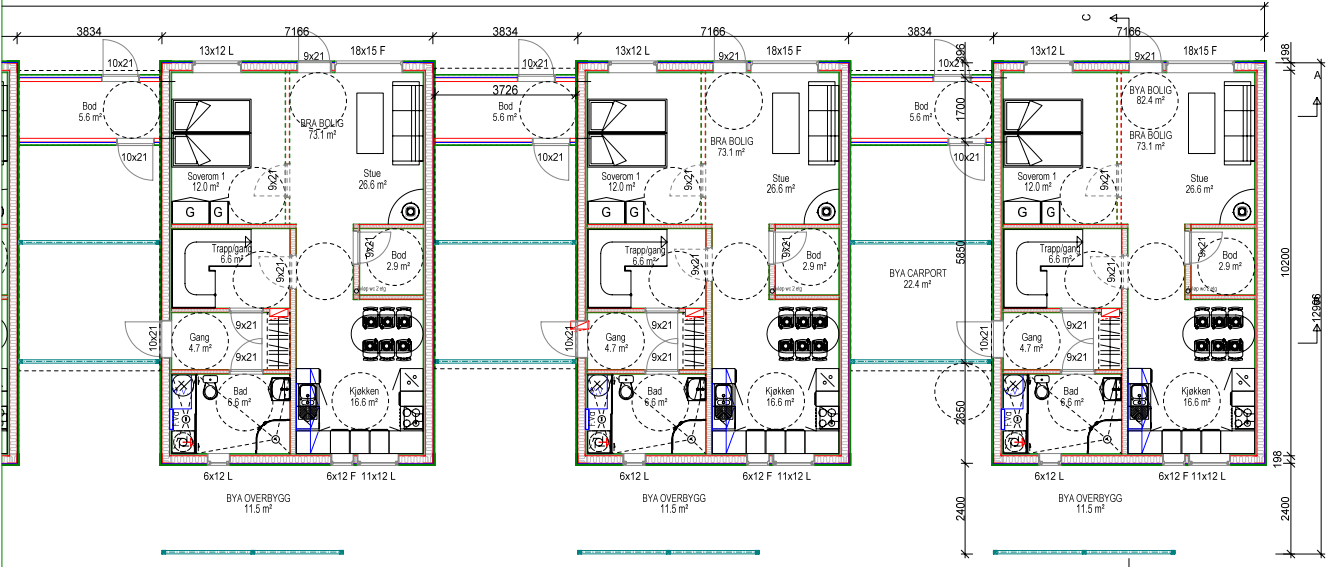 C
3834
7166
3834
7166
3834
7166
10x21
13x12 L
9x21
18x15 F
10x21
13x12 L
9x21
18x15 F
10x21
13x12 L
9x21
18x15 F
198
A
3726
Bod
5.6 m²
BRA BOLIG
73.1 m²
Bod
5.6 m²
BRA BOLIG
73.1 m²
Bod
5.6 m²
1700
BYA BOLIG
82.4 m²
BRA BOLIG
73.1 m²
10x21
10x21
10x21
Soverom 1
12.0 m²
9x21
Stue
26.6 m²
Soverom 1
12.0 m²
9x21
Stue
26.6 m²
Soverom 1
12.0 m²
9x21
Stue
26.6 m²
G
G
G
G
G
G
Trapp/gang
6.6 m²
9x21
9x21
Bod
2.9 m²
Trapp/gang
6.6 m²
9x21
9x21
Bod
2.9 m²
BYA CARPORT
22.4 m²
5850
Trapp/gang
6.6 m²
9x21
9x21
Bod
2.9 m²
10200
10x21
Gang
4.7 m²
9x21
9x21
10x21
Gang
4.7 m²
9x21
9x21
10x21
Gang
4.7 m²
9x21
9x21
Bad
6.6 m²
Kjøkken
16.6 m²
Bad
6.6 m²
Kjøkken
16.6 m²
2650
Bad
6.6 m²
Kjøkken
16.6 m²
198
6x12 L
6x12 F
11x12 L
6x12 L
6x12 F
11x12 L
6x12 L
6x12 F
11x12 L
BYA OVERBYGG
11.5 m²
BYA OVERBYGG
11.5 m²
2400
BYA OVERBYGG
11.5 m²
2400